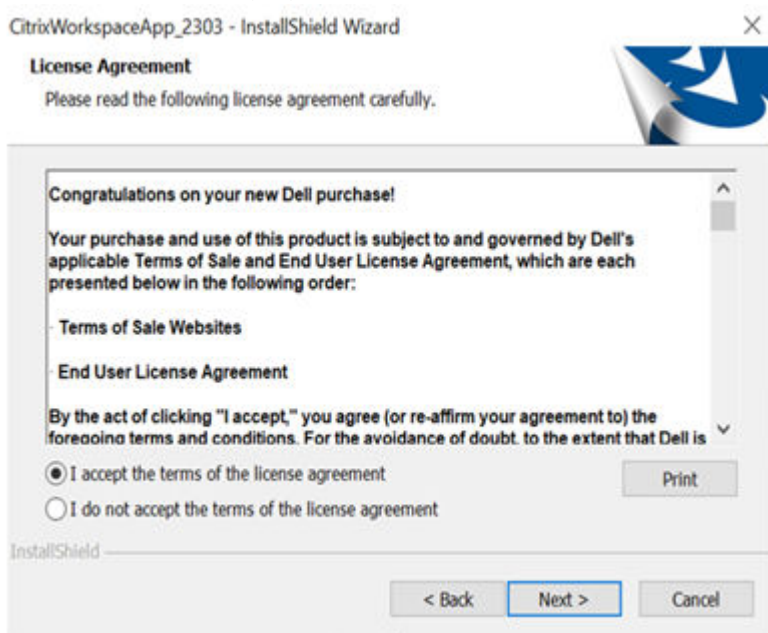 CitrixWorkspaceApp_2303 - InstallShield Wizard
License Agreement
Please read the following license agreement carefully.
Congratulations on your new Dell purchase!
Your purchase and use of this product is subject to and governed by Dell's
applicable Terms of Sale and End User License Agreement, which are each
presented below in the following order:
· Terms of Sale Websites
· End User License Agreement
By the act of clicking "I accept," you agree (or re-affirm your agreement to) the
foregoing terms and conditions. For the avoidance of doubt, to the extent that Dell is
I accept the terms of the license agreement
Print
I do not accept the terms of the license agreement
InstallShield
< Back
Next >
Cancel